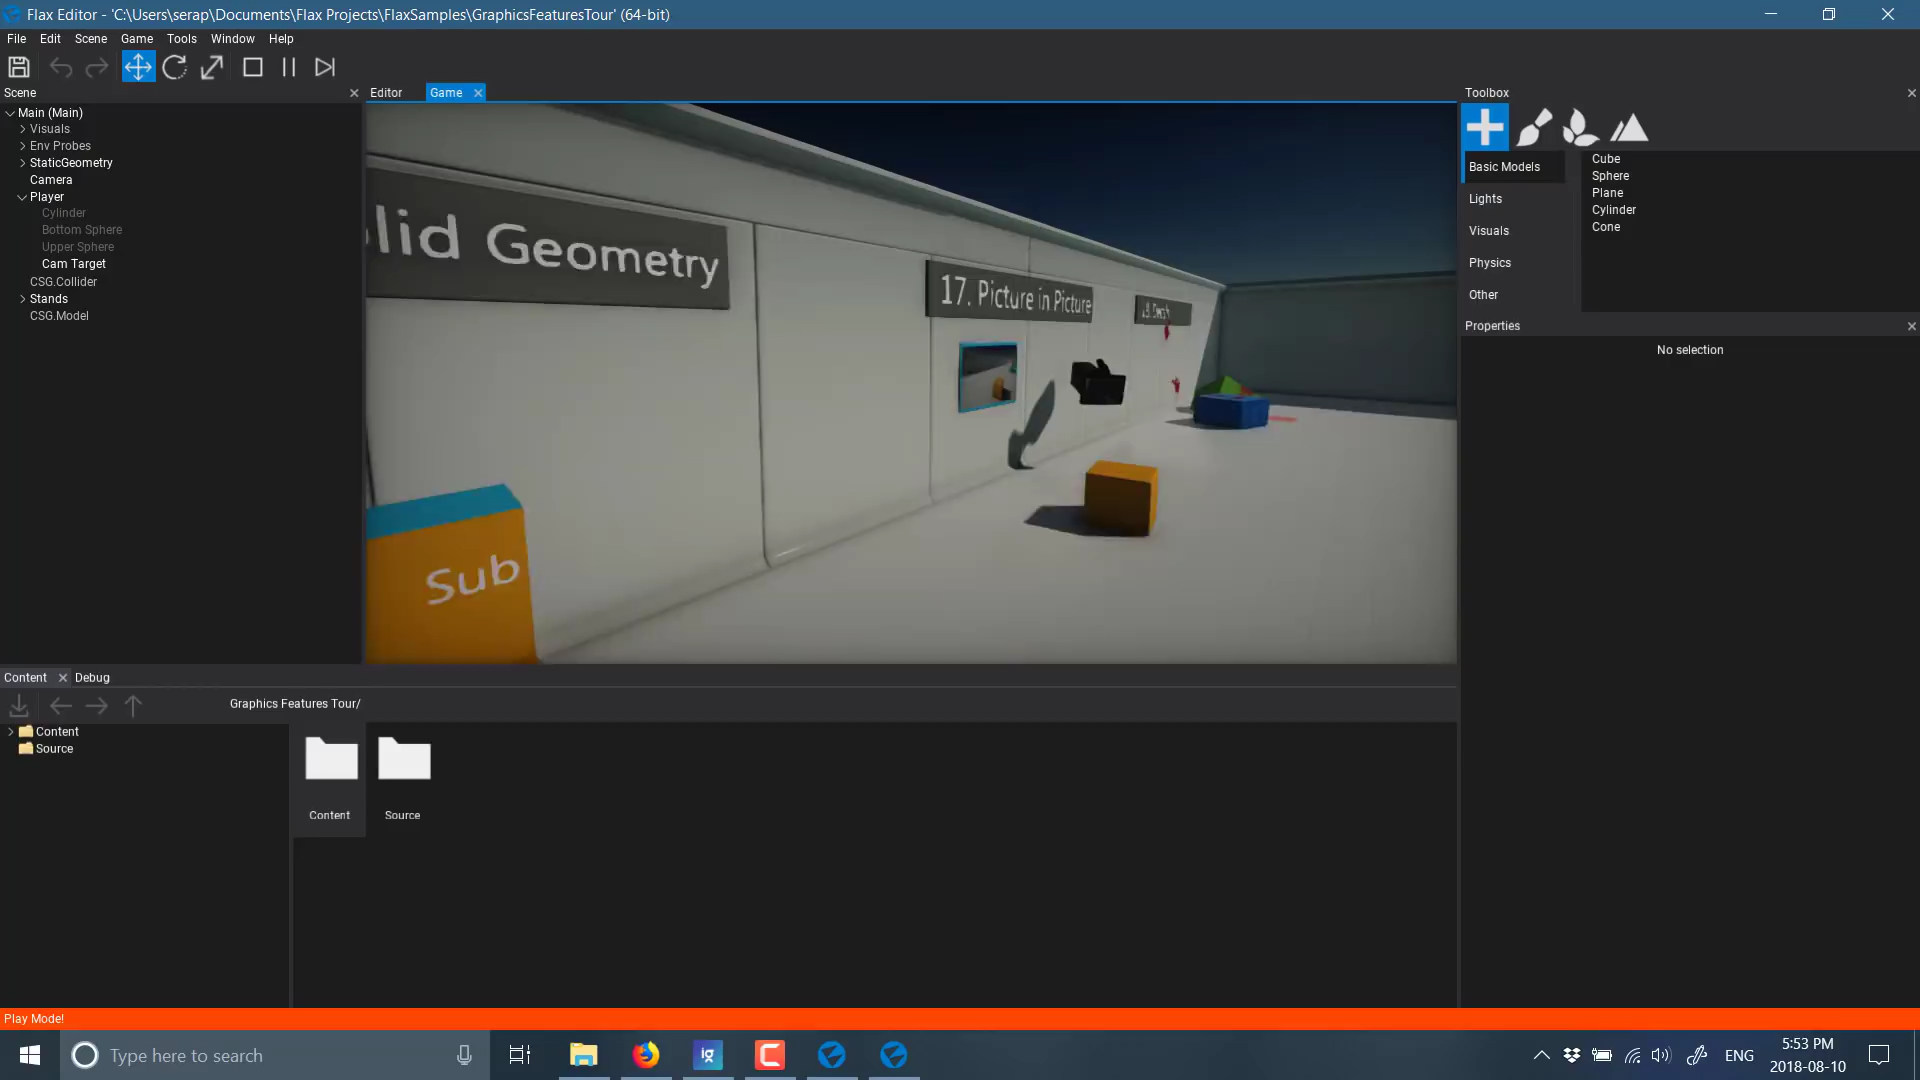 Flax Editor - 'C:\Users\serap\Documents\Flax Projects\FlaxSamples\GraphicsFeaturesTour' (64-bit)
File Edit Scene Game Tools Window Help
Scene
Main (Main)
Visuals
Env Probes
StaticGeometry
Camera
Player
Cylinder
Bottom Sphere
Upper Sphere
Cam Target
CSG.Collider
Stands
CSG.Model
Editor Game
lid Geometry
17. Picture in Picture
Sub
Toolbox
Basic Models
Lights
Visuals
Physics
Other
Cube
Sphere
Plane
Cylinder
Cone
Properties
No selection
Content Debug
Graphics Features Tour/
Content
Source
Content
Source
Play Mode!
Type here to search
ig
ENG
5:53 PM
2018-08-10